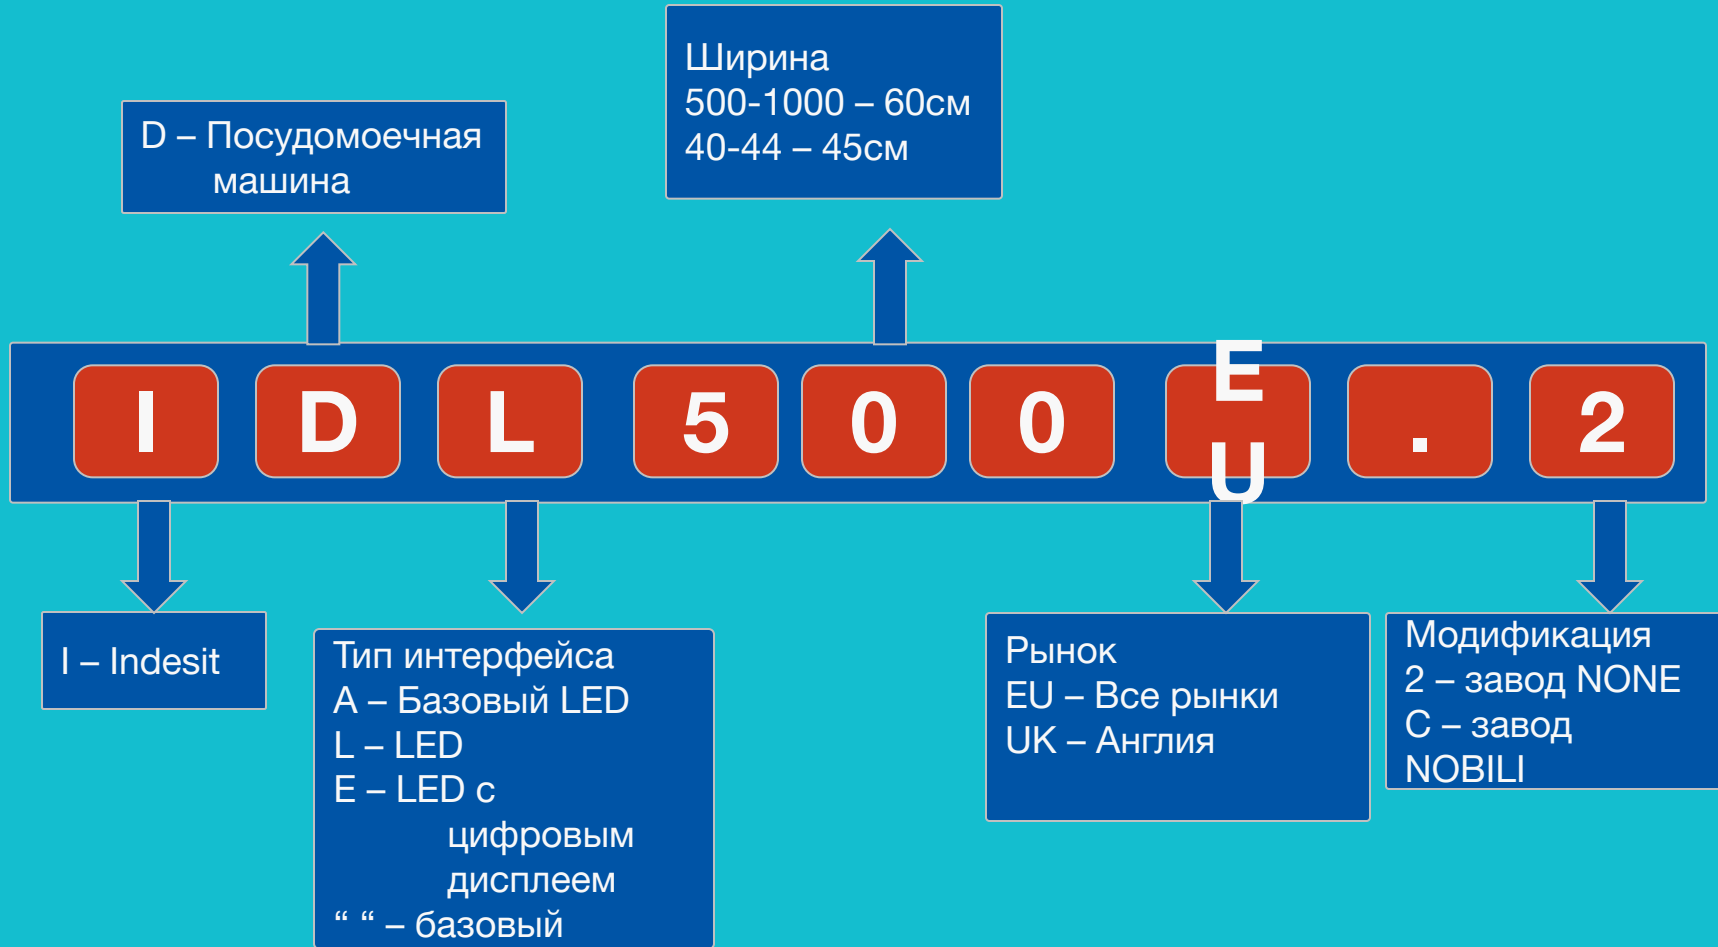 Ширина
500-1000 – 60см
40-44 – 45см
D – Посудомоечная
машина
I D L 5 0 0 E U . 2
I – Indesit
Тип интерфейса
A – Базовый LED
L – LED
E – LED с
цифровым
дисплеем
“ “ – базовый
Рынок
EU – Все рынки
UK – Англия
Модификация
2 – завод NONE
C – завод
NOBILI